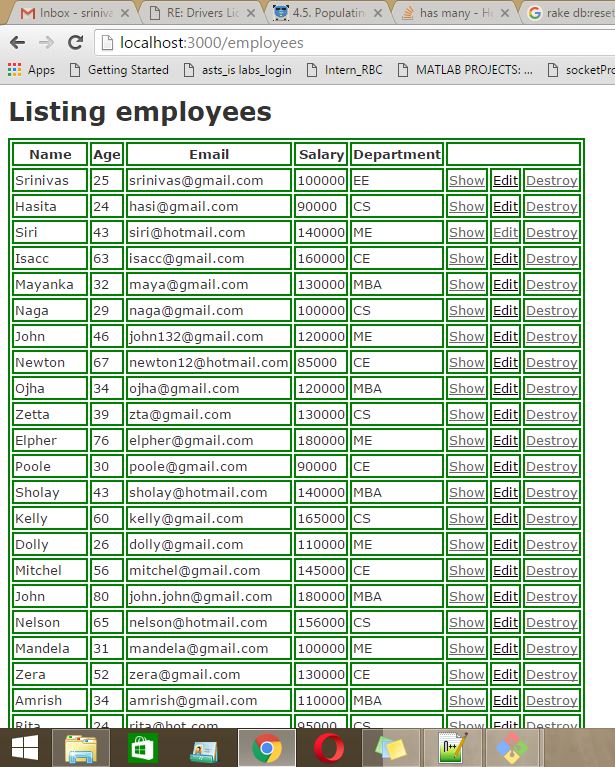 Inbox - sriniva
RE: Drivers Lic
4.5. Populatin
has many - Ho
rake db:rese
localhost:3000/employees
Apps
Getting Started
asts_is labs_login
Intern_RBC
MATLAB PROJECTS: ...
socketPro
Listing employees
Name Age Email Salary Department
Srinivas 25 srinivas@gmail.com 100000 EE Show Edit Destroy
Hasita 24 hasi@gmail.com 90000 CS Show Edit Destroy
Siri 43 siri@hotmail.com 140000 ME Show Edit Destroy
Isacc 63 isacc@gmail.com 160000 CE Show Edit Destroy
Mayanka 32 maya@gmail.com 130000 MBA Show Edit Destroy
Naga 29 naga@gmail.com 100000 CS Show Edit Destroy
John 46 john132@gmail.com 120000 ME Show Edit Destroy
Newton 67 newton12@hotmail.com 85000 CE Show Edit Destroy
Ojha 34 ojha@gmail.com 120000 MBA Show Edit Destroy
Zetta 39 zta@gmail.com 130000 CS Show Edit Destroy
Elpher 76 elpher@gmail.com 180000 ME Show Edit Destroy
Poole 30 poole@gmail.com 90000 CE Show Edit Destroy
Sholay 43 sholay@hotmail.com 140000 MBA Show Edit Destroy
Kelly 60 kelly@gmail.com 165000 CS Show Edit Destroy
Dolly 26 dolly@gmail.com 110000 ME Show Edit Destroy
Mitchel 56 mitchel@gmail.com 145000 CE Show Edit Destroy
John 80 john.john@gmail.com 180000 MBA Show Edit Destroy
Nelson 65 nelson@hotmail.com 156000 CS Show Edit Destroy
Mandela 31 mandela@gmail.com 100000 ME Show Edit Destroy
Zera 52 zera@gmail.com 130000 CE Show Edit Destroy
Amrish 34 amrish@gmail.com 110000 MBA Show Edit Destroy
Rita 24 rita@hot.com 95000 CS Show Edit Destroy